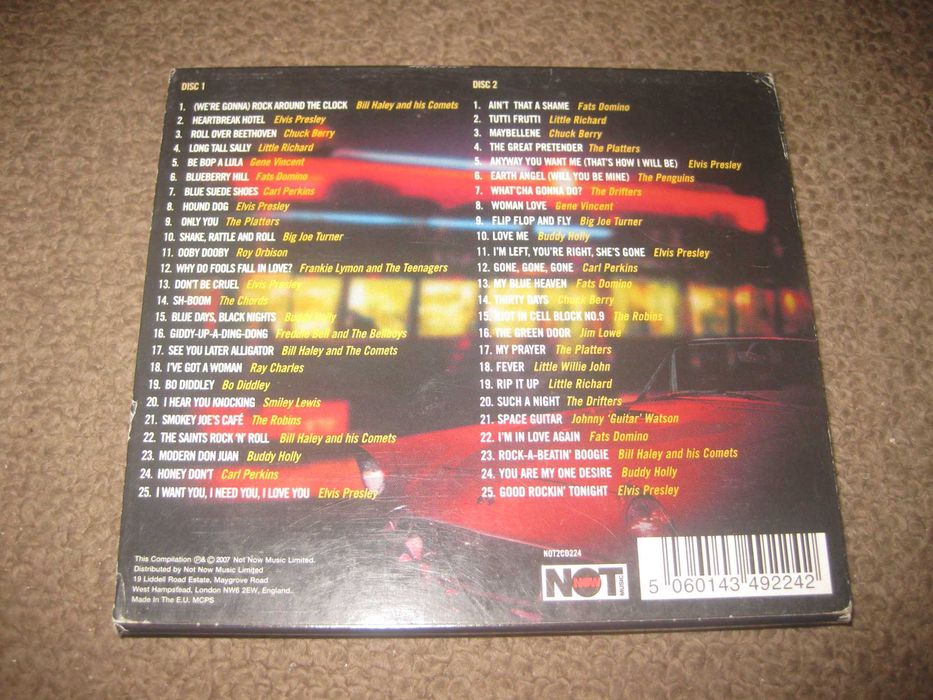 DISC 1
1. (WE'RE GONNA) ROCK AROUND THE CLOCK Bill Haley and his Comets
2. HEARTBREAK HOTEL Elvis Presley
3. ROLL OVER BEETHOVEN Chuck Berry
4. LONG TALL SALLY Little Richard
5. BE BOP A LULA Gene Vincent
6. BLUEBERRY HILL Fats Domino
7. BLUE SUEDE SHOES Carl Perkins
8. HOUND DOG Elvis Presley
9. ONLY YOU The Platters
10. SHAKE, RATTLE AND ROLL Big Joe Turner
11. OOBY DOOBY Roy Orbison
12. WHY DO FOOLS FALL IN LOVE? Frankie Lymon and The Teenagers
13. DON'T BE CRUEL Elvis Presley
14. SH-BOOM The Chords
15. BLUE DAYS, BLACK NIGHTS Buddy Holly
16. GIDDY-UP-A-DING-DONG Freddie Bell and The Bellboys
17. SEE YOU LATER ALLIGATOR Bill Haley and The Comets
18. I'VE GOT A WOMAN Ray Charles
19. BO DIDDLEY Bo Diddley
20. I HEAR YOU KNOCKING Smiley Lewis
21. SMOKEY JOE'S CAFÉ The Robins
22. THE SAINTS ROCK 'N' ROLL Bill Haley and his Comets
23. MODERN DON JUAN Buddy Holly
24. HONEY DON'T Carl Perkins
25. I WANT YOU, I NEED YOU, I LOVE YOU Elvis Presley
DISC 2
1. AIN'T THAT A SHAME Fats Domino
2. TUTTI FRUTTI Little Richard
3. MAYBELLENE Chuck Berry
4. THE GREAT PRETENDER The Platters
5. ANYWAY YOU WANT ME (THAT'S HOW I WILL BE) Elvis Presley
6. EARTH ANGEL (WILL YOU BE MINE) The Penguins
7. WHAT'CHA GONNA DO? The Drifters
8. WOMAN LOVE Gene Vincent
9. FLIP FLOP AND FLY Big Joe Turner
10. LOVE ME Buddy Holly
11. I'M LEFT, YOU'RE RIGHT, SHE'S GONE Elvis Presley
12. GONE, GONE, GONE Carl Perkins
13. MY BLUE HEAVEN Fats Domino
14. THIRTY DAYS Chuck Berry
15. RIOT IN CELL BLOCK NO.9 The Robins
16. THE GREEN DOOR Jim Lowe
17. MY PRAYER The Platters
18. FEVER Little Willie John
19. RIP IT UP Little Richard
20. SUCH A NIGHT The Drifters
21. SPACE GUITAR Johnny 'Guitar' Watson
22. I'M IN LOVE AGAIN Fats Domino
23. ROCK-A-BEATIN' BOOGIE Bill Haley and his Comets
24. YOU ARE MY ONE DESIRE Buddy Holly
25. GOOD ROCKIN' TONIGHT Elvis Presley
This Compilation ℗& © 2007 Not Now Music Limited.
Distributed by Not Now Music Limited
19 Liddell Road Estate, Maygrove Road
West Hampstead, London NW6 2EW, England.
Made In The E.U. MCPS
NOT2CD224
NOT NOW MUSIC
5 060143 492242